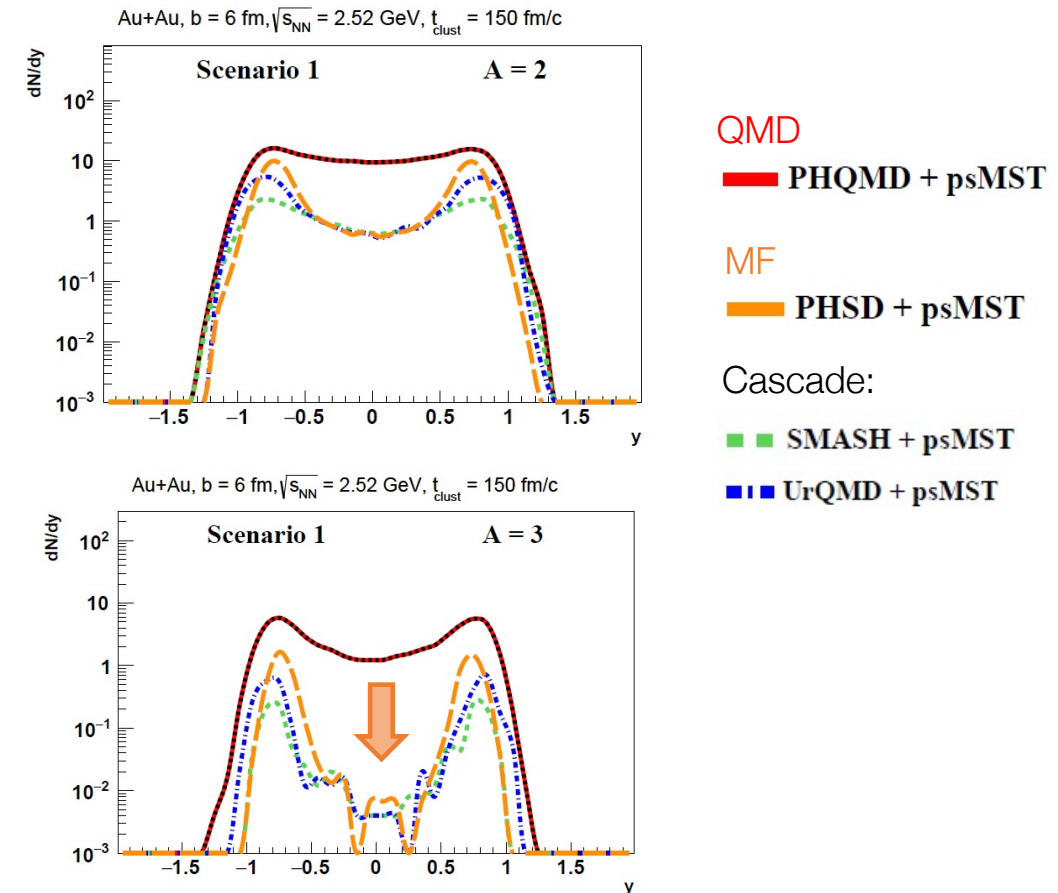 Au+Au, b = 6 fm,√s_NN = 2.52 GeV, t_clust = 150 fm/c
dN/dy
Scenario 1 A = 2
10²
10
1
10⁻¹
10⁻²
10⁻³
−1.5 −1 −0.5 0 0.5 1 1.5
y
QMD
PHQMD + psMST
MF
PHSD + psMST
Cascade:
SMASH + psMST
UrQMD + psMST
Au+Au, b = 6 fm,√s_NN = 2.52 GeV, t_clust = 150 fm/c
dN/dy
Scenario 1 A = 3
10²
10
1
10⁻¹
10⁻²
10⁻³
−1.5 −1 −0.5 0 0.5 1 1.5
y